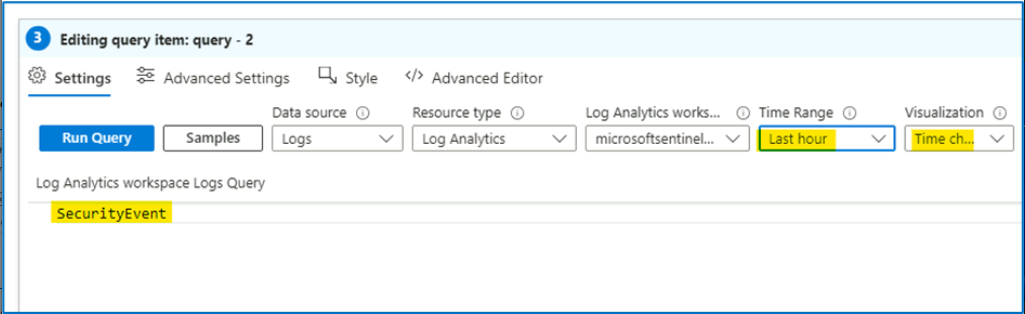 3 Editing query item: query - 2
Settings Advanced Settings Style </> Advanced Editor
Data source Resource type Log Analytics works... Time Range Visualization
Run Query Samples Logs Log Analytics microsoftsentinel... Last hour Time ch...
Log Analytics workspace Logs Query
SecurityEvent